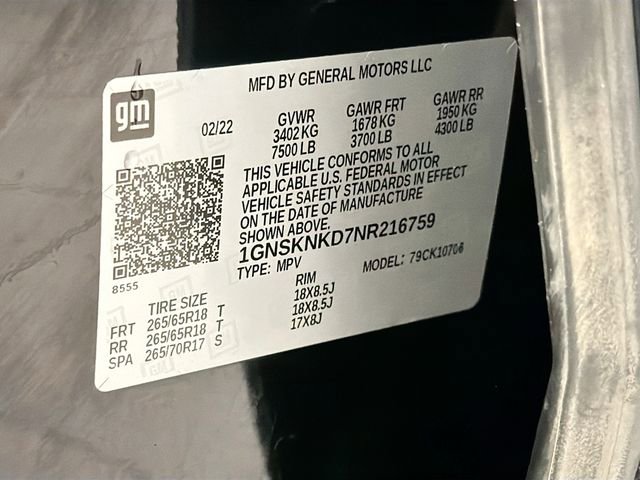 MFD BY GENERAL MOTORS LLC
gm
02/22
GVWR GAWR FRT GAWR RR
3402 KG 1678 KG 1950 KG
7500 LB 3700 LB 4300 LB
THIS VEHICLE CONFORMS TO ALL
APPLICABLE U.S. FEDERAL MOTOR
VEHICLE SAFETY STANDARDS IN EFFECT
ON THE DATE OF MANUFACTURE
SHOWN ABOVE.
1GNSKNKD7NR216759
TYPE: MPV MODEL: 79CK10706
8555
TIRE SIZE RIM
FRT 265/65R18 T 18X8.5J
RR 265/65R18 T 18X8.5J
SPA 265/70R17 S 17X8J